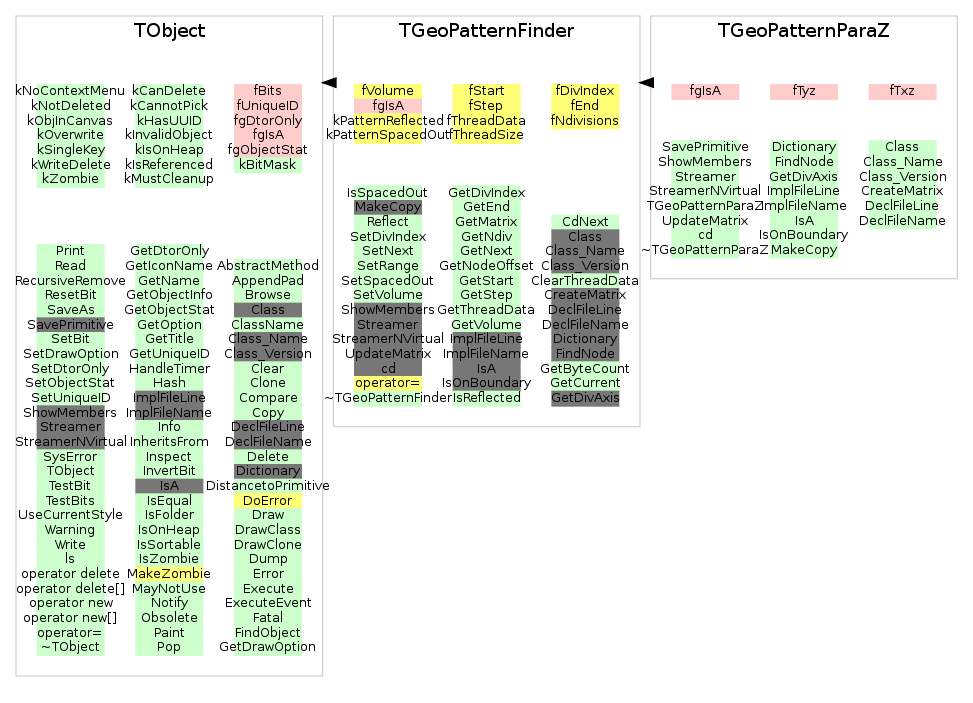 TObject
kNoContextMenu
kNotDeleted
kObjInCanvas
kOverwrite
kSingleKey
kWriteDelete
kZombie
kCanDelete
kCannotPick
kHasUUID
kInvalidObject
kIsOnHeap
kIsReferenced
kMustCleanup
fBits
fUniqueID
fgDtorOnly
fgIsA
fgObjectStat
kBitMask
Print
Read
RecursiveRemove
ResetBit
SaveAs
SavePrimitive
SetBit
SetDrawOption
SetDtorOnly
SetObjectStat
SetUniqueID
ShowMembers
Streamer
StreamerNVirtual
SysError
TObject
TestBit
TestBits
UseCurrentStyle
Warning
Write
ls
operator delete
operator delete[]
operator new
operator new[]
operator=
~TObject
GetDtorOnly
GetIconName
GetName
GetObjectInfo
GetObjectStat
GetOption
GetTitle
GetUniqueID
HandleTimer
Hash
ImplFileLine
ImplFileName
Info
InheritsFrom
Inspect
InvertBit
IsA
IsEqual
IsFolder
IsOnHeap
IsSortable
IsZombie
MakeZombie
MayNotUse
Notify
Obsolete
Paint
Pop
AbstractMethod
AppendPad
Browse
Class
ClassName
Class_Name
Class_Version
Clear
Clone
Compare
Copy
DeclFileLine
DeclFileName
Delete
Dictionary
DistancetoPrimitive
DoError
Draw
DrawClass
DrawClone
Dump
Error
Execute
ExecuteEvent
Fatal
FindObject
GetDrawOption
TGeoPatternFinder
fVolume
fgIsA
kPatternReflected
kPatternSpacedOut
fStart
fStep
fThreadData
fThreadSize
fDivIndex
fEnd
fNdivisions
IsSpacedOut
MakeCopy
Reflect
SetDivIndex
SetNext
SetRange
SetSpacedOut
SetVolume
ShowMembers
Streamer
StreamerNVirtual
UpdateMatrix
cd
operator=
~TGeoPatternFinder
GetDivIndex
GetEnd
GetMatrix
GetNdiv
GetNext
GetNodeOffset
GetStart
GetStep
GetThreadData
GetVolume
ImplFileLine
ImplFileName
IsA
IsOnBoundary
IsReflected
CdNext
Class
Class_Name
Class_Version
ClearThreadData
CreateMatrix
DeclFileLine
DeclFileName
Dictionary
FindNode
GetByteCount
GetCurrent
GetDivAxis
TGeoPatternParaZ
fgIsA
fTyz
fTxz
SavePrimitive
ShowMembers
Streamer
StreamerNVirtual
TGeoPatternParaZ
UpdateMatrix
cd
~TGeoPatternParaZ
Dictionary
FindNode
GetDivAxis
ImplFileLine
ImplFileName
IsA
IsOnBoundary
MakeCopy
Class
Class_Name
Class_Version
CreateMatrix
DeclFileLine
DeclFileName